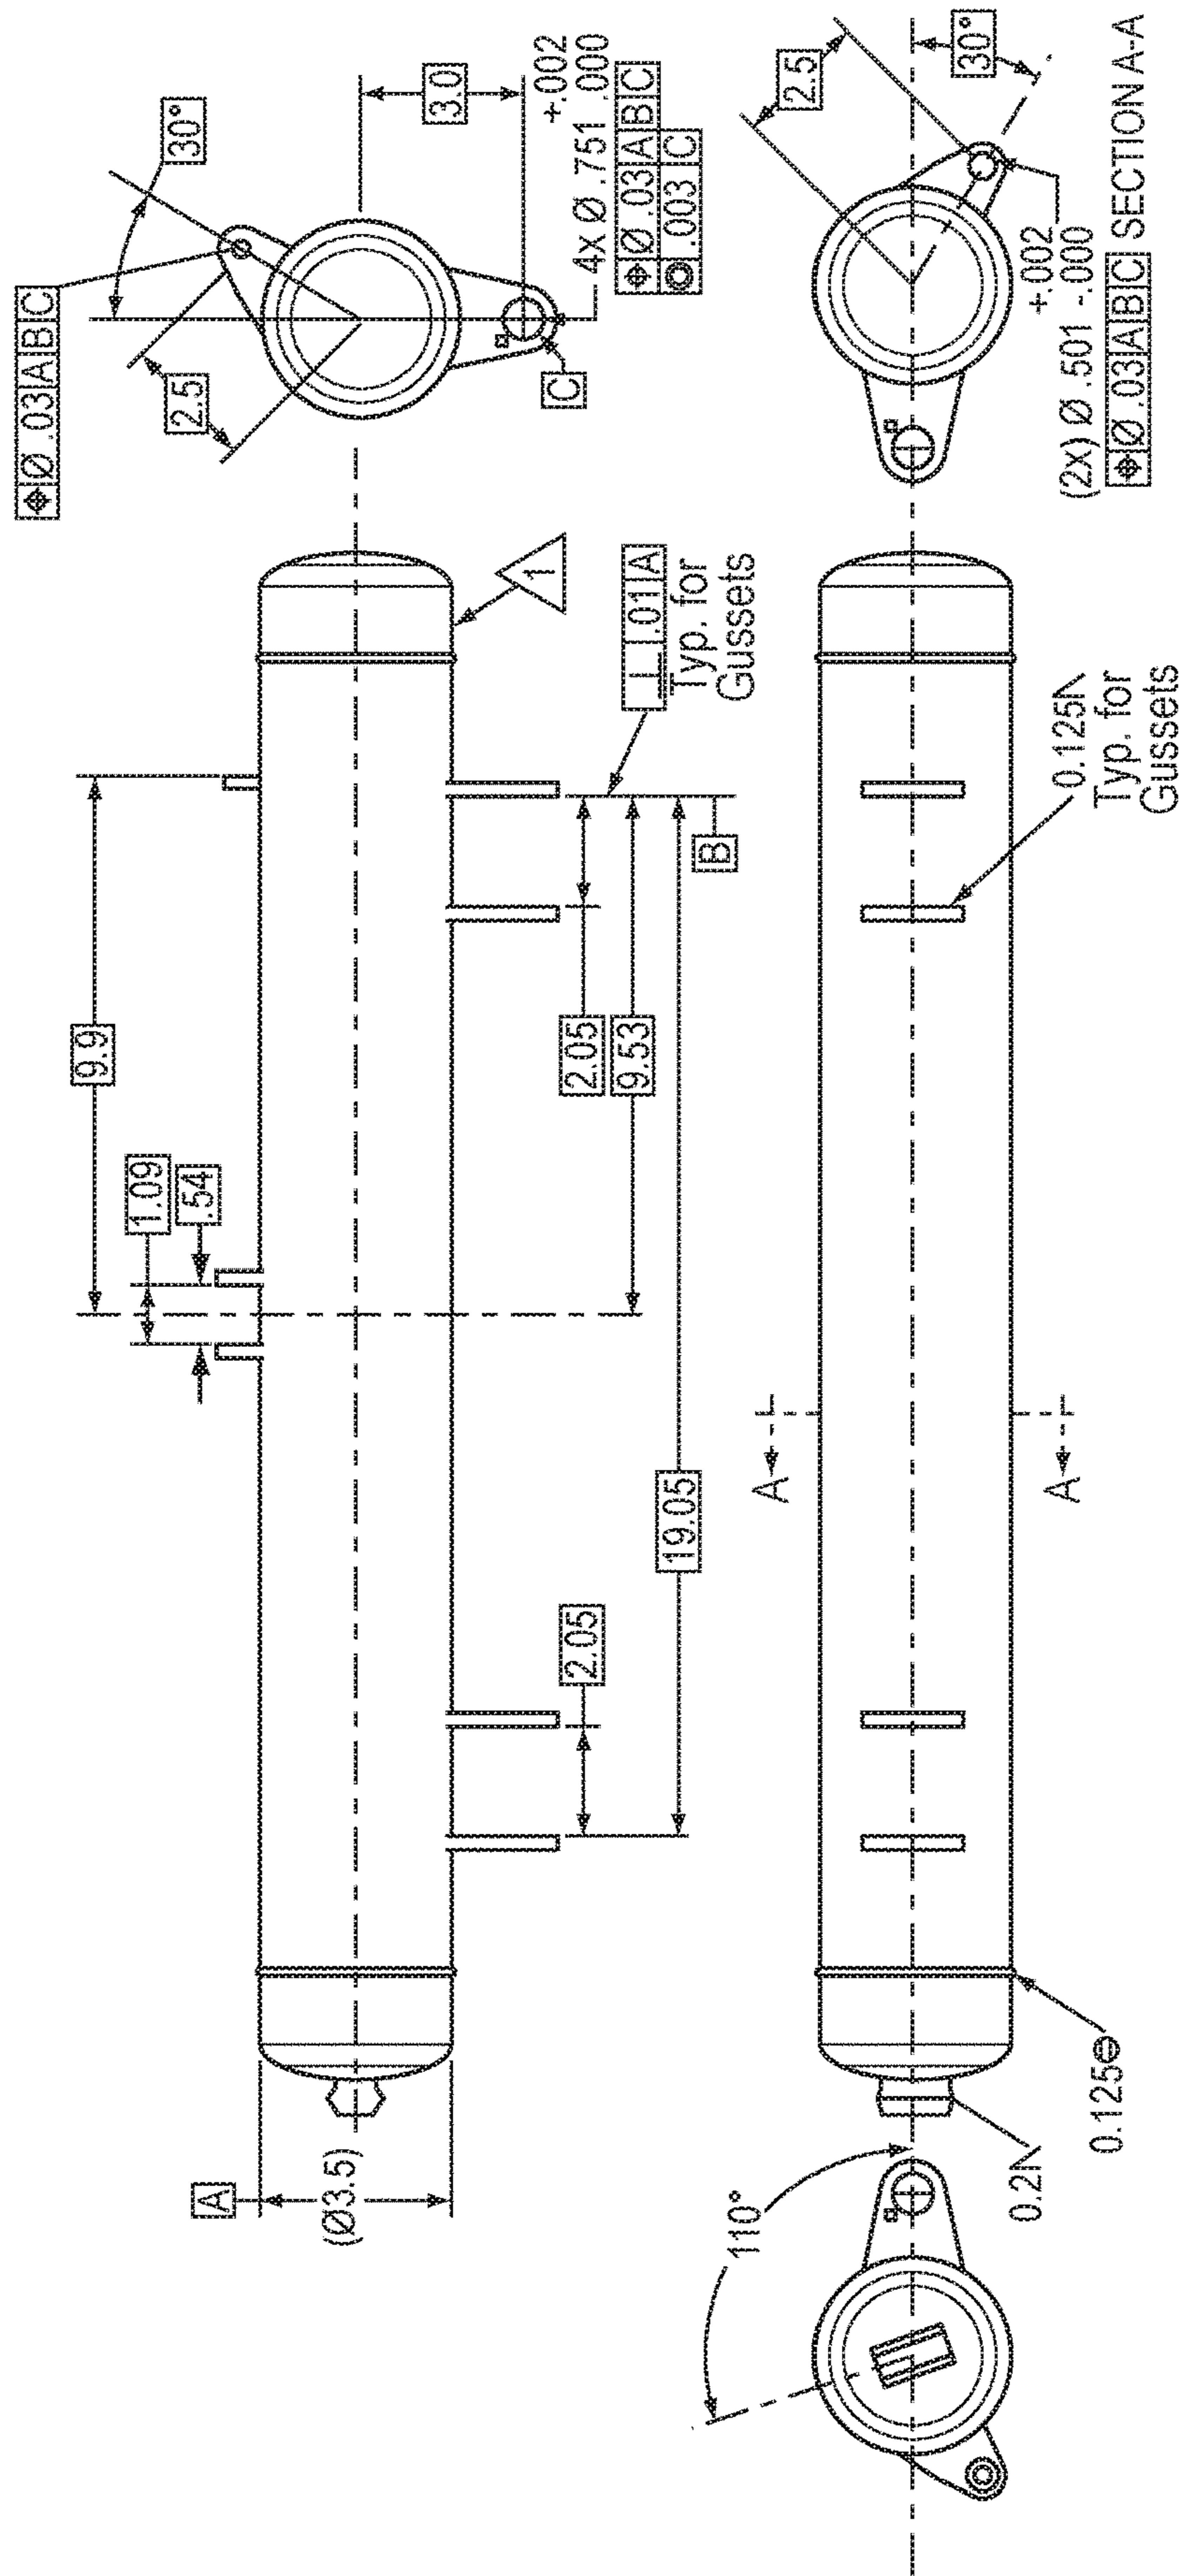 ⌖ Ø .03 A B C
30°
2.5
3.0
4x Ø .751 +.002 .000
⌖ Ø .03 A B C
◎ .003 C
C
9.9
1.09
.54
1
⊥ .01 A
Typ. for
Gussets
B
2.05
9.53
19.05
2.05
A
(Ø3.5)
2.5
30°
(2x) Ø .501 +.002 -.000
⌖ Ø .03 A B C
SECTION A-A
0.125
Typ. for
Gussets
A
A
0.125
0.2
110°